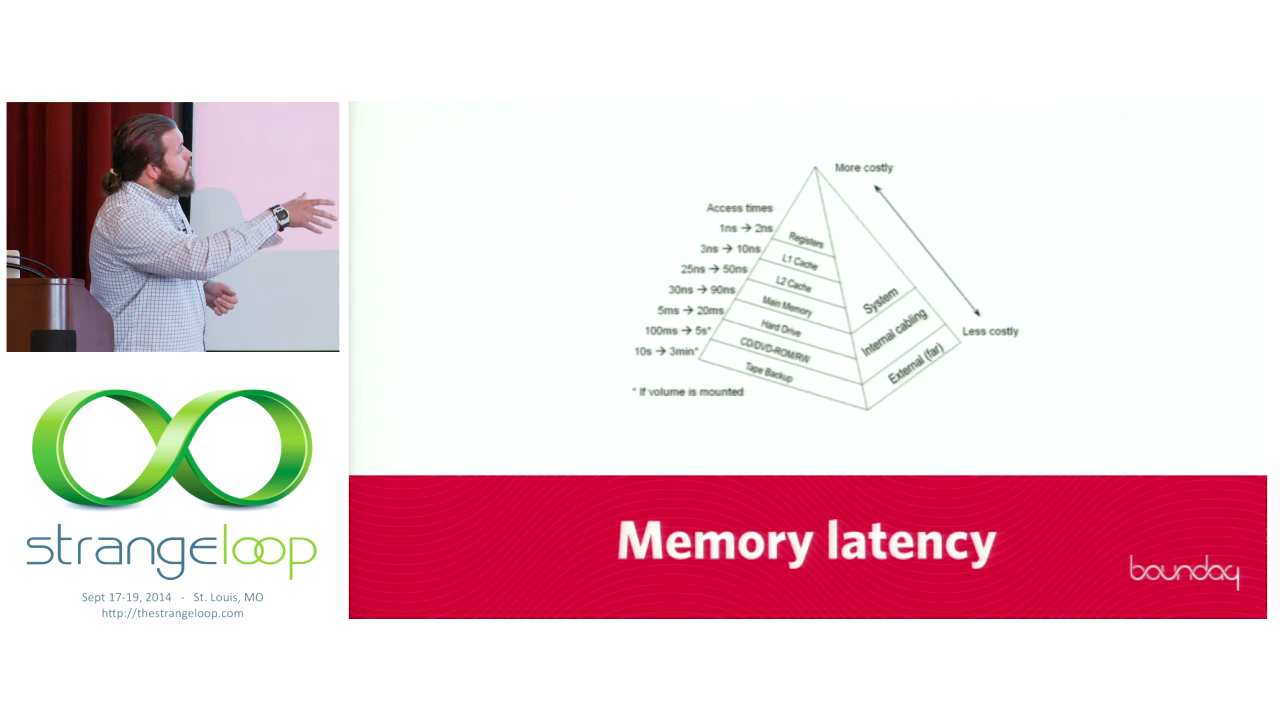 More costly
Access times
1ns → 2ns
3ns → 10ns
25ns → 50ns
30ns → 90ns
5ms → 20ms
100ms → 5s*
10s → 3min*
Registers
L1 Cache
L2 Cache
Main Memory
Hard Drive
CD/DVD-ROM/RW
Tape Backup
System
Internal cabling
External (far)
Less costly
* If volume is mounted
Memory latency
boundary
strangeloop
Sept 17-19, 2014 - St. Louis, MO
http://thestrangeloop.com